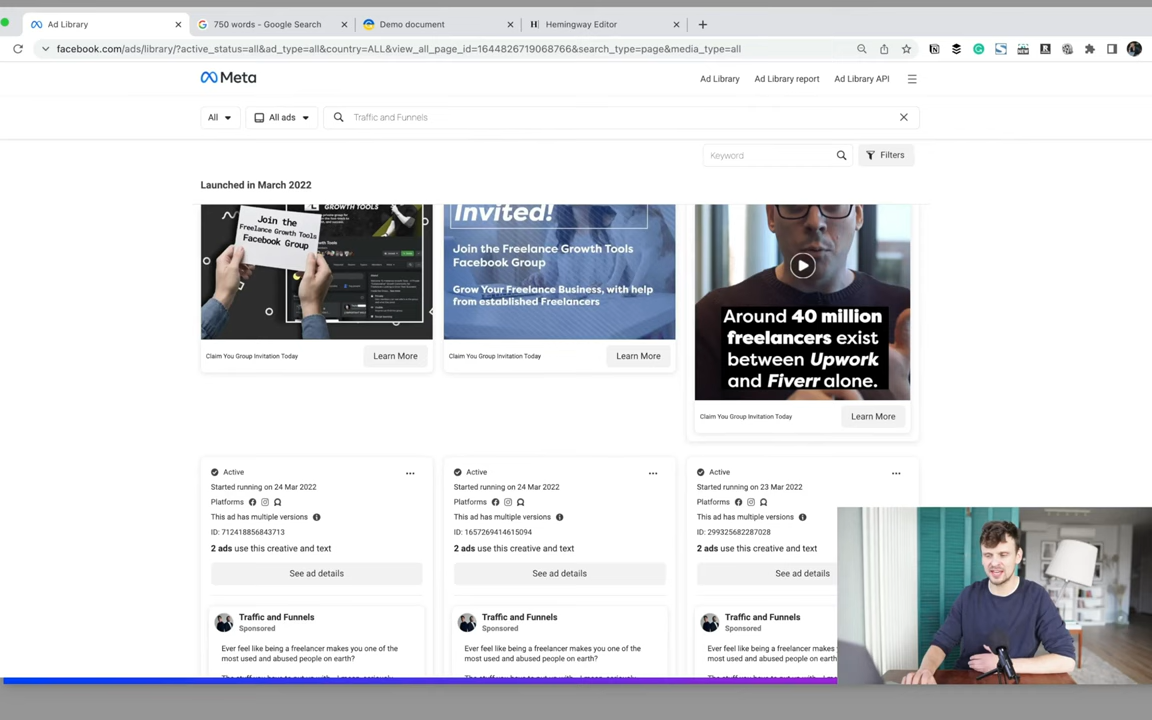 Ad Library
750 words - Google Search
Demo document
Hemingway Editor
facebook.com/ads/library/?active_status=all&ad_type=all&country=ALL&view_all_page_id=1644826719068766&search_type=page&media_type=all
Meta
Ad Library
Ad Library report
Ad Library API
All
All ads
Traffic and Funnels
Keyword
Filters
Launched in March 2022
GROWTH TOOLS
Join the
Freelance Growth Tools
Facebook Group
Claim You Group Invitation Today
Learn More
Invited!
Join the Freelance Growth Tools
Facebook Group
Grow Your Freelance Business, with help
from established Freelancers
Claim You Group Invitation Today
Learn More
Around 40 million
freelancers exist
between Upwork
and Fiverr alone.
Claim You Group Invitation Today
Learn More
Active
Started running on 24 Mar 2022
Platforms
This ad has multiple versions
ID: 712418856843713
2 ads use this creative and text
See ad details
Traffic and Funnels
Sponsored
Ever feel like being a freelancer makes you one of the
most used and abused people on earth?
Active
Started running on 24 Mar 2022
Platforms
This ad has multiple versions
ID: 1657269414615094
2 ads use this creative and text
See ad details
Traffic and Funnels
Sponsored
Ever feel like being a freelancer makes you one of the
most used and abused people on earth?
Active
Started running on 23 Mar 2022
Platforms
This ad has multiple versions
ID: 299325682287028
2 ads use this creative and text
See ad details
Traffic and Funnels
Sponsored
Ever feel like being a freelancer makes
most used and abused people on earth?